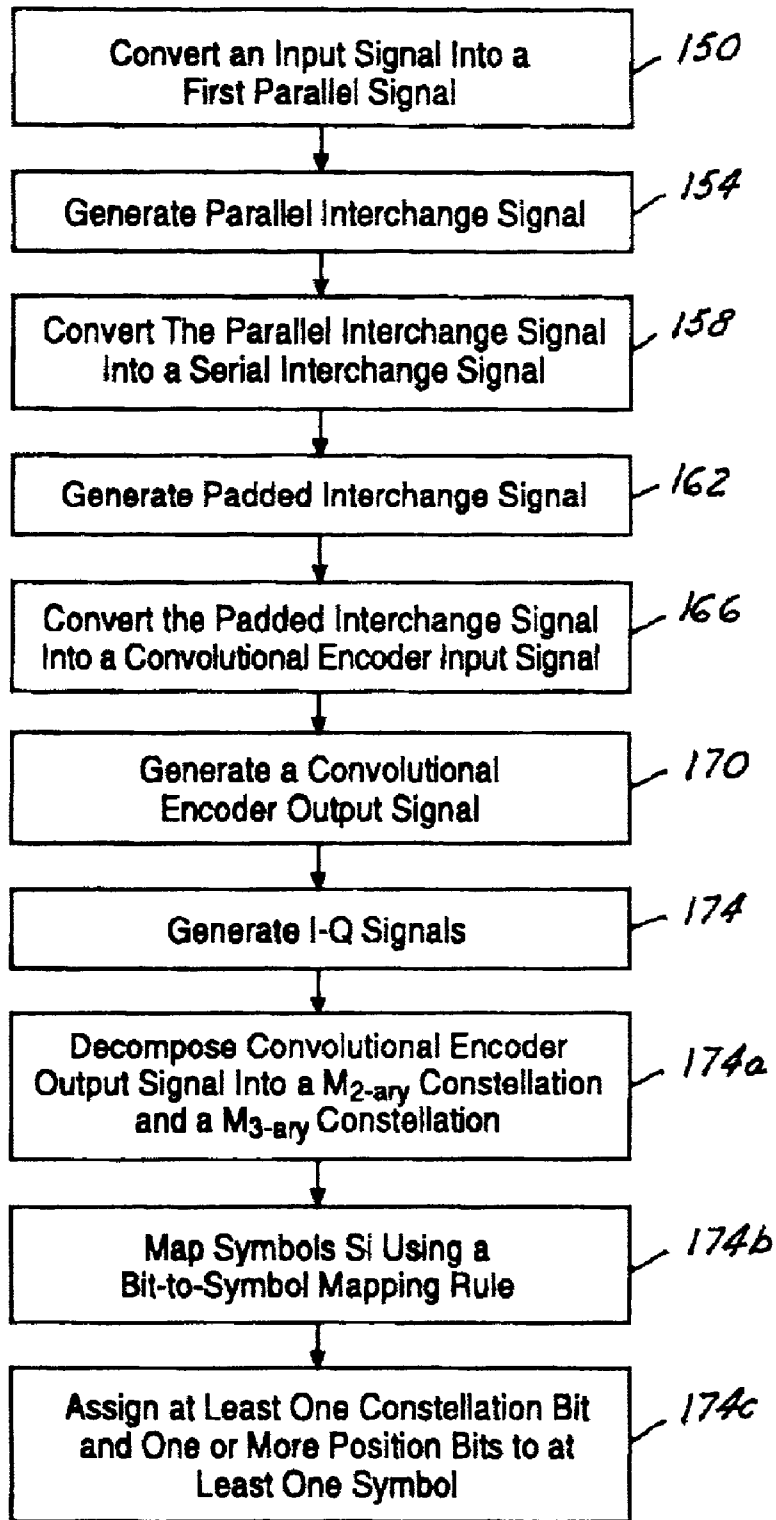 Convert an Input Signal Into a
First Parallel Signal
150
Generate Parallel Interchange Signal
154
Convert The Parallel Interchange Signal
Into a Serial Interchange Signal
158
Generate Padded Interchange Signal
162
Convert the Padded Interchange Signal
Into a Convolutional Encoder Input Signal
166
Generate a Convolutional
Encoder Output Signal
170
Generate I-Q Signals
174
Decompose Convolutional Encoder
Output Signal Into a M2-ary Constellation
and a M3-ary Constellation
174a
Map Symbols Si Using a
Bit-to-Symbol Mapping Rule
174b
Assign at Least One Constellation Bit
and One or More Position Bits to at
Least One Symbol
174c